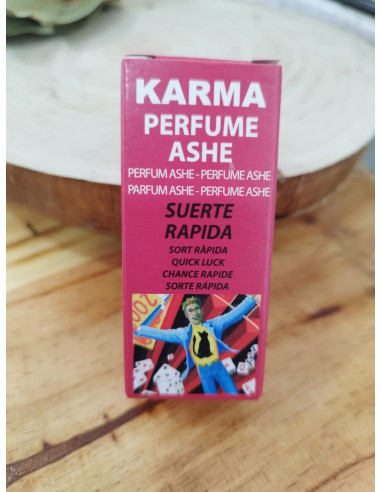 KARMA
PERFUME
ASHE
PERFUM ASHE - PERFUME ASHE
PARFUM ASHE - PERFUME ASHE
SUERTE
RAPIDA
SORT RÀPIDA
QUICK LUCK
CHANCE RAPIDE
SORTE RÁPIDA